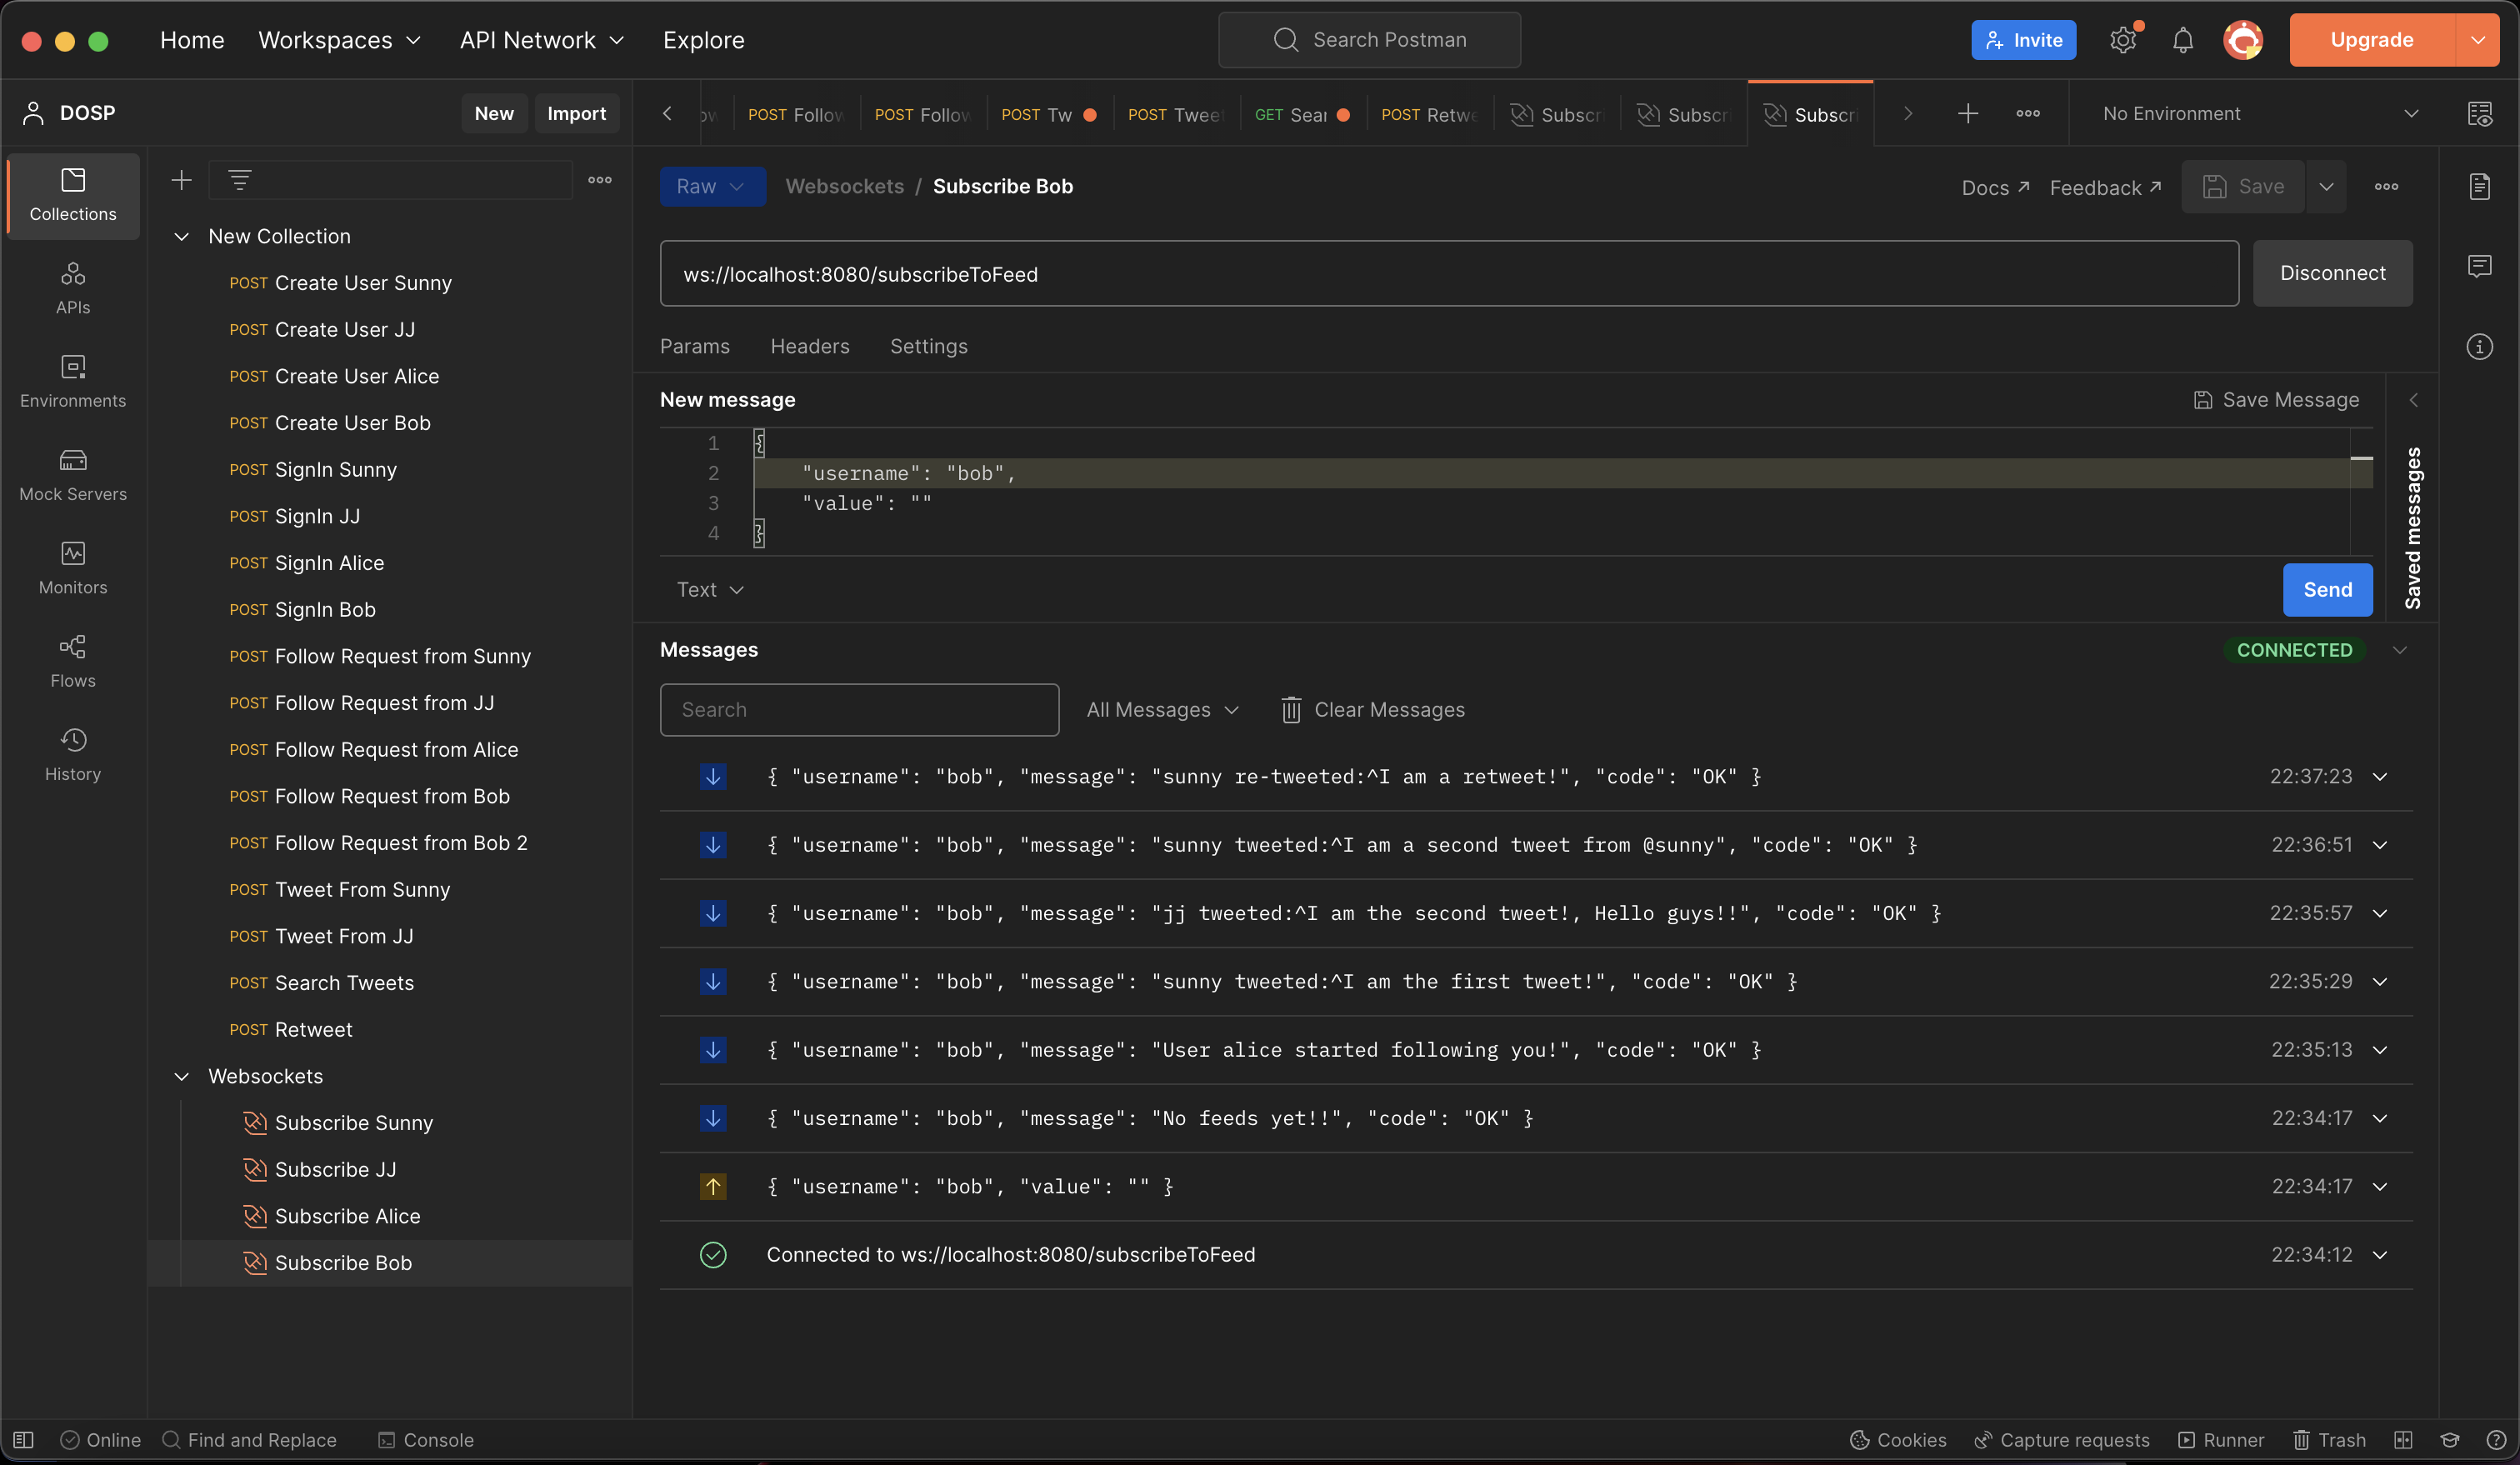 Home Workspaces API Network Explore Search Postman Invite Upgrade
DOSP New Import
POST Follow POST Follow POST Tw POST Tweet GET Sear POST Retwe Subscri Subscri Subscri No Environment
Collections
APIs
Environments
Mock Servers
Monitors
Flows
History
New Collection
POST Create User Sunny
POST Create User JJ
POST Create User Alice
POST Create User Bob
POST SignIn Sunny
POST SignIn JJ
POST SignIn Alice
POST SignIn Bob
POST Follow Request from Sunny
POST Follow Request from JJ
POST Follow Request from Alice
POST Follow Request from Bob
POST Follow Request from Bob 2
POST Tweet From Sunny
POST Tweet From JJ
POST Search Tweets
POST Retweet
Websockets
Subscribe Sunny
Subscribe JJ
Subscribe Alice
Subscribe Bob
Raw Websockets / Subscribe Bob Docs Feedback Save
ws://localhost:8080/subscribeToFeed Disconnect
Params Headers Settings
New message Save Message
1 {
2 "username": "bob",
3 "value": ""
4 }
Saved messages
Text Send
Messages CONNECTED
Search All Messages Clear Messages
{ "username": "bob", "message": "sunny re-tweeted:^I am a retweet!", "code": "OK" } 22:37:23
{ "username": "bob", "message": "sunny tweeted:^I am a second tweet from @sunny", "code": "OK" } 22:36:51
{ "username": "bob", "message": "jj tweeted:^I am the second tweet!, Hello guys!!", "code": "OK" } 22:35:57
{ "username": "bob", "message": "sunny tweeted:^I am the first tweet!", "code": "OK" } 22:35:29
{ "username": "bob", "message": "User alice started following you!", "code": "OK" } 22:35:13
{ "username": "bob", "message": "No feeds yet!!", "code": "OK" } 22:34:17
{ "username": "bob", "value": "" } 22:34:17
Connected to ws://localhost:8080/subscribeToFeed 22:34:12
Online Find and Replace Console Cookies Capture requests Runner Trash